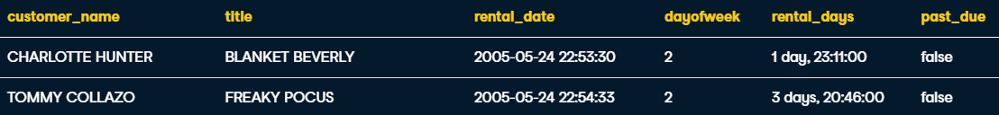 customer_name title rental_date dayofweek rental_days past_due
CHARLOTTE HUNTER BLANKET BEVERLY 2005-05-24 22:53:30 2 1 day, 23:11:00 false
TOMMY COLLAZO FREAKY POCUS 2005-05-24 22:54:33 2 3 days, 20:46:00 false